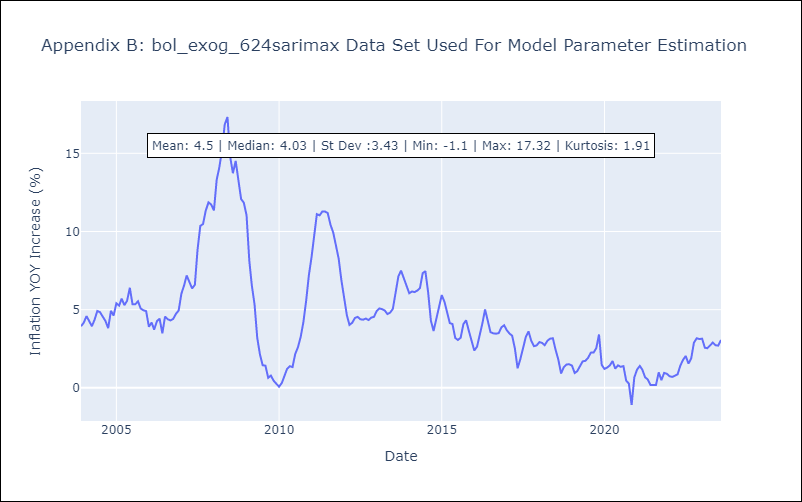 Appendix B: bol_exog_624sarimax Data Set Used For Model Parameter Estimation
Mean: 4.5 | Median: 4.03 | St Dev :3.43 | Min: -1.1 | Max: 17.32 | Kurtosis: 1.91
Inflation YOY Increase (%)
15
10
5
0
2005
2010
2015
2020
Date